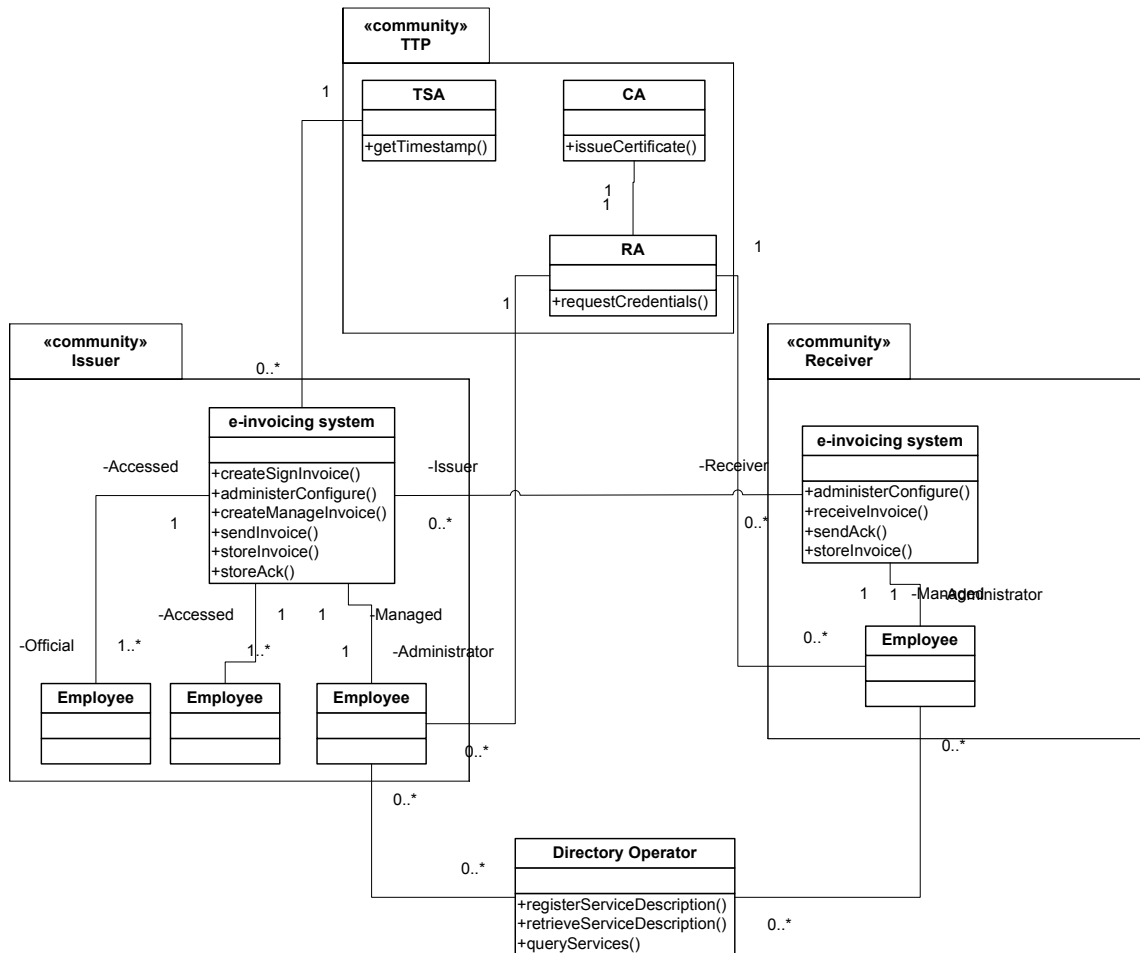 «community»
TTP
TSA
+getTimestamp()
CA
+issueCertificate()
1
1
1
RA
+requestCredentials()
1
1
«community»
Issuer
0..*
e-invoicing system
+createSignInvoice()
+administerConfigure()
+createManageInvoice()
+sendInvoice()
+storeInvoice()
+storeAck()
-Accessed
1
-Issuer
0..*
-Receiver
0..*
«community»
Receiver
e-invoicing system
+administerConfigure()
+receiveInvoice()
+sendAck()
+storeInvoice()
1
1
-Managed
-Administrator
0..*
Employee
0..*
-Accessed
1
1
-Managed
-Official
1..*
1..*
1
-Administrator
Employee
Employee
Employee
0..*
0..*
0..*
Directory Operator
+registerServiceDescription()
+retrieveServiceDescription()
+queryServices()
0..*